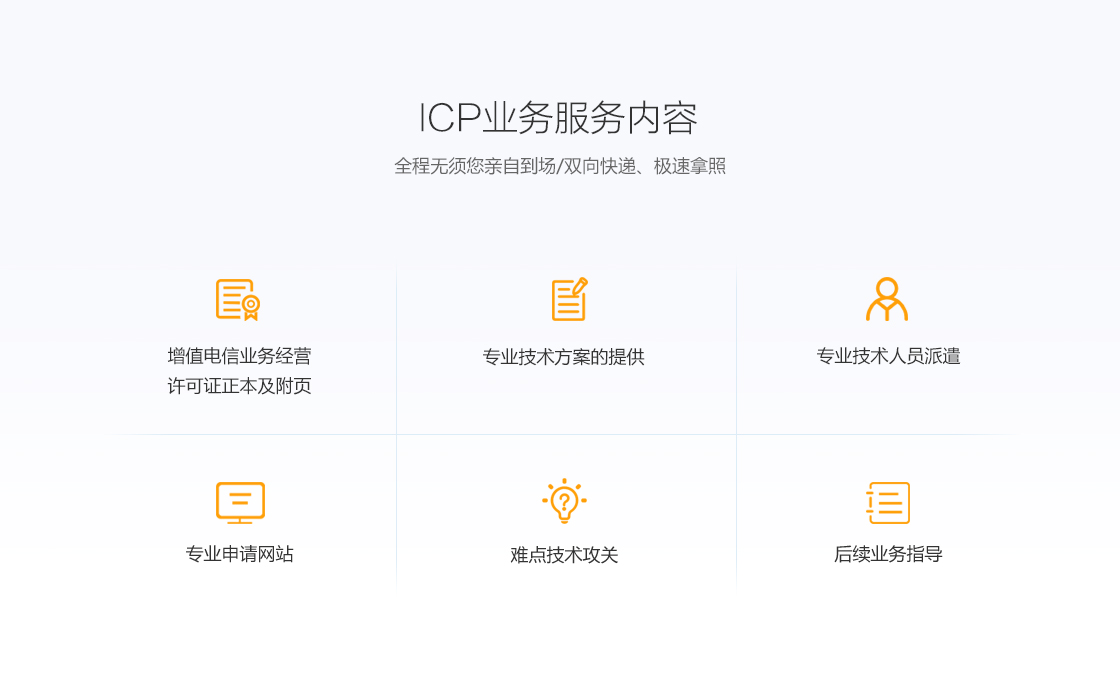 ICP业务服务内容
全程无须您亲自到场/双向快递、极速拿照
增值电信业务经营
许可证正本及附页
专业技术方案的提供
专业技术人员派遣
专业申请网站
难点技术攻关
后续业务指导